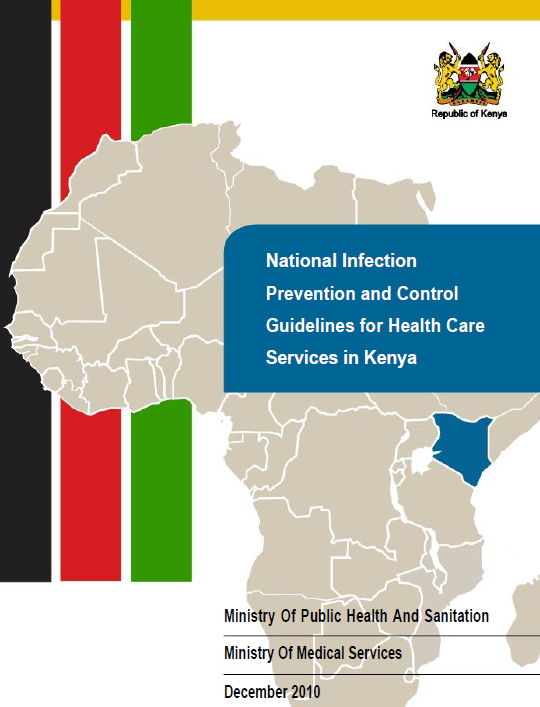 Republic of Kenya
National Infection
Prevention and Control
Guidelines for Health Care
Services in Kenya
Ministry Of Public Health And Sanitation
Ministry Of Medical Services
December 2010